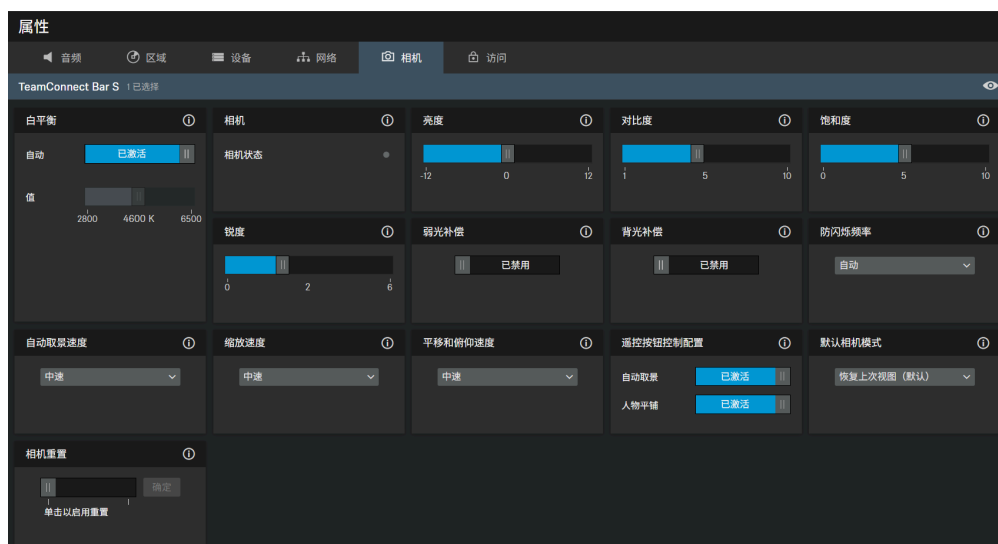 属性
音频 区域 设备 网络 相机 访问
TeamConnect Bar S 1 已选择
白平衡
自动 已激活
值
2800 4600 K 6500
相机
相机状态
亮度
-12 0 12
对比度
1 5 10
饱和度
0 5 10
锐度
0 2 6
弱光补偿
已禁用
背光补偿
已禁用
防闪烁频率
自动
自动取景速度
中速
缩放速度
中速
平移和俯仰速度
中速
遥控按钮控制配置
自动取景 已激活
人物平铺 已激活
默认相机模式
恢复上次视图（默认）
相机重置
确定
单击以启用重置